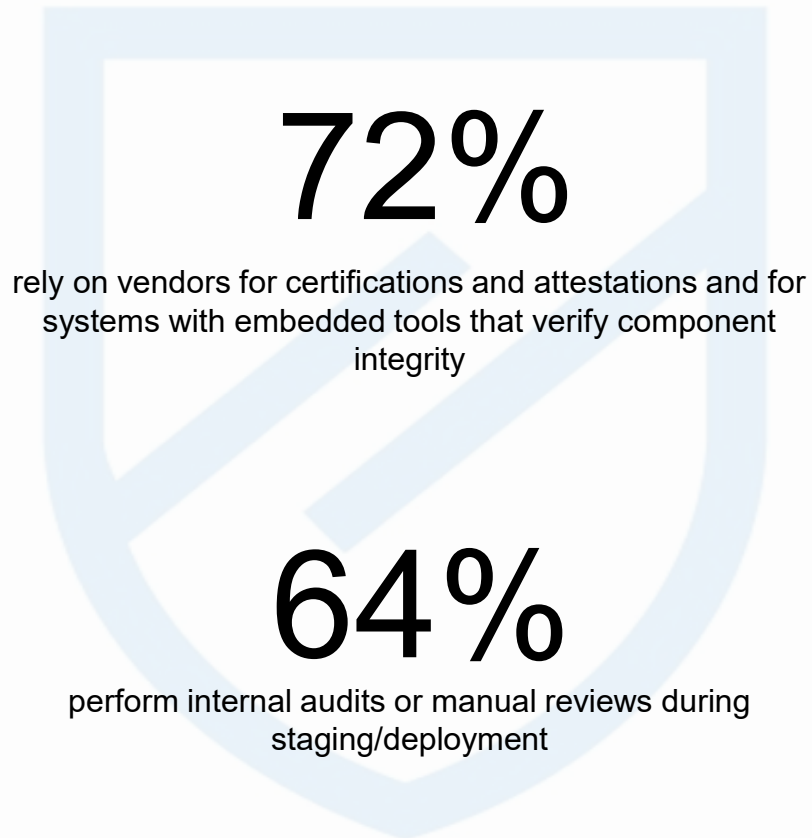 72%
rely on vendors for certifications and attestations and for
systems with embedded tools that verify component
integrity
64%
perform internal audits or manual reviews during
staging/deployment